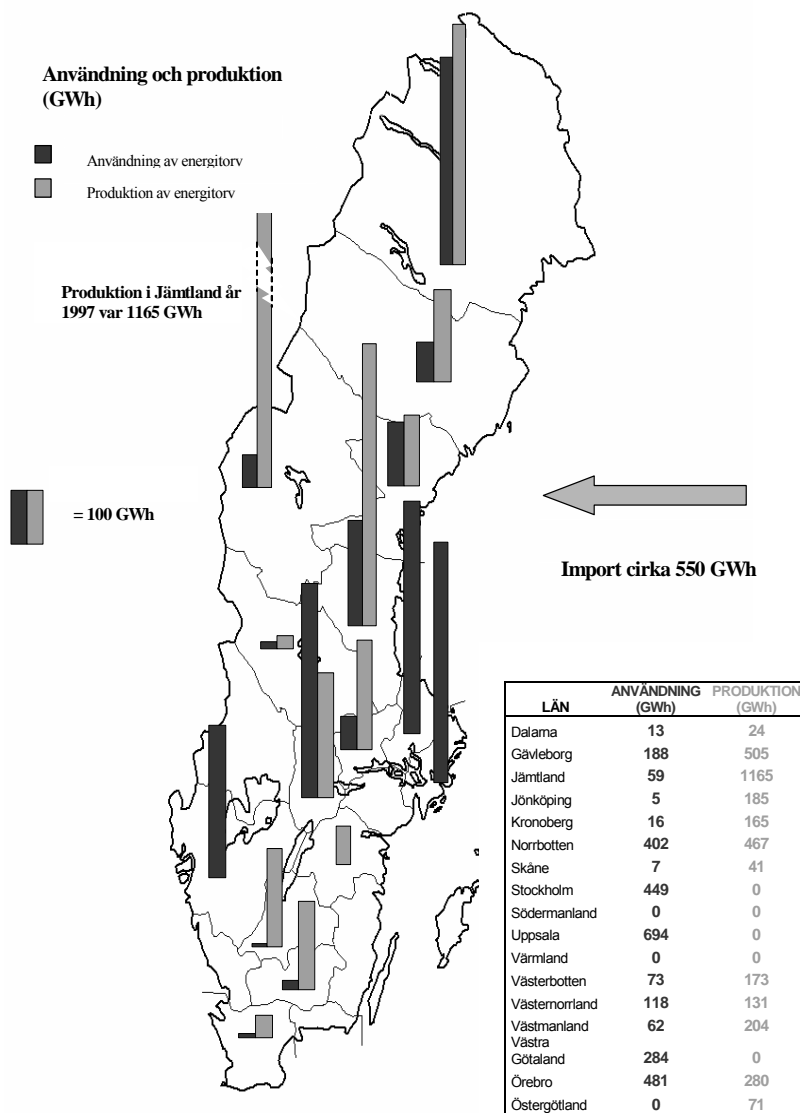 Användning och produktion
(GWh)
Användning av energitorv
Produktion av energitorv
Produktion i Jämtland år
1997 var 1165 GWh
= 100 GWh
Import cirka 550 GWh
LÄN ANVÄNDNING (GWh) PRODUKTION (GWh)
Dalarna 13 24
Gävleborg 188 505
Jämtland 59 1165
Jönköping 5 185
Kronoberg 16 165
Norrbotten 402 467
Skåne 7 41
Stockholm 449 0
Södermanland 0 0
Uppsala 694 0
Värmland 0 0
Västerbotten 73 173
Västernorrland 118 131
Västmanland 62 204
Västra
Götaland 284 0
Örebro 481 280
Östergötland 0 71